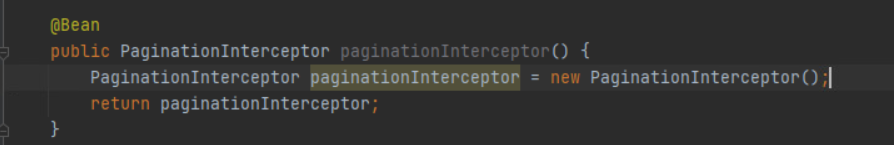 @Bean
public PaginationInterceptor paginationInterceptor() {
PaginationInterceptor paginationInterceptor = new PaginationInterceptor();
return paginationInterceptor;
}